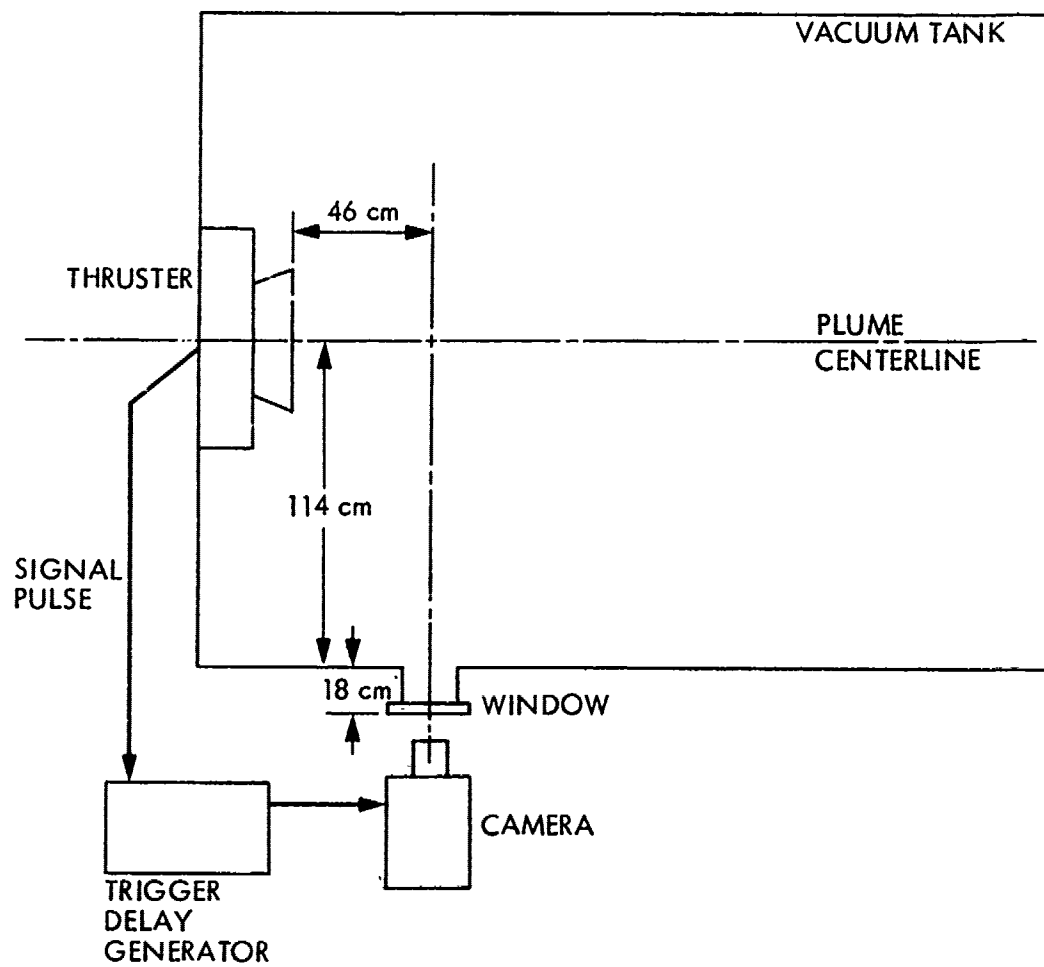 VACUUM TANK
46 cm
THRUSTER
PLUME
CENTERLINE
114 cm
SIGNAL
PULSE
18 cm
WINDOW
CAMERA
TRIGGER
DELAY
GENERATOR